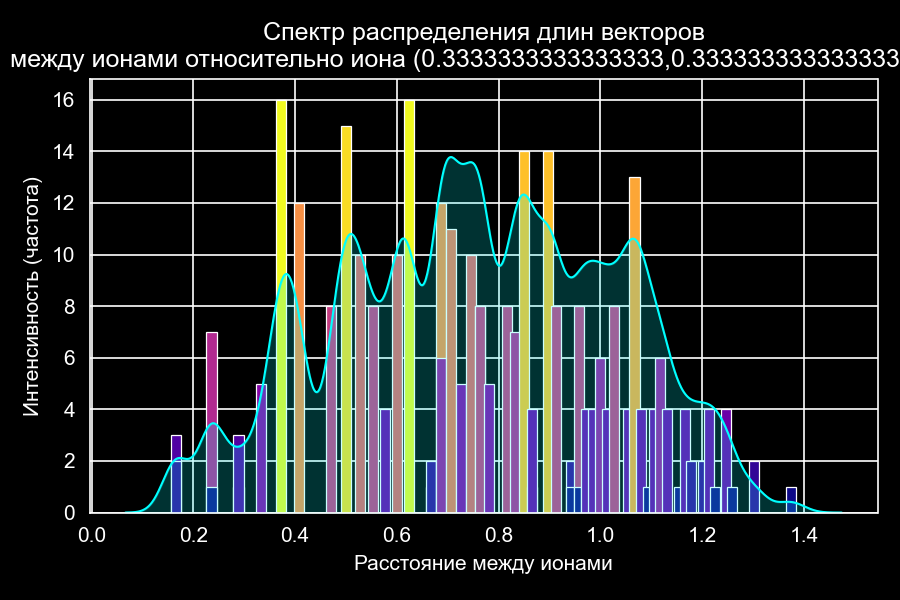 Спектр распределения длин векторов
между ионами относительно иона (0.3333333333333333,0.333333333333333
Интенсивность (частота)
16
14
12
10
8
6
4
2
0
0.0 0.2 0.4 0.6 0.8 1.0 1.2 1.4
Расстояние между ионами